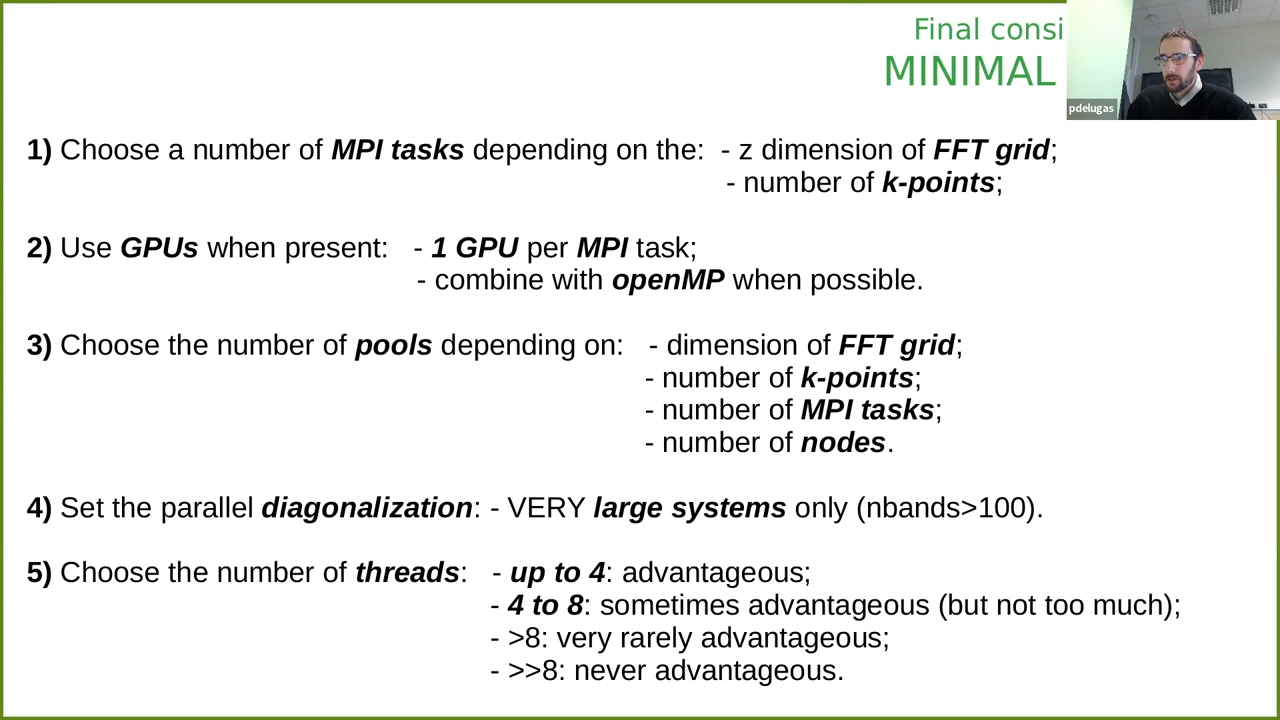 Final consi
MINIMAL
pdelugas
1) Choose a number of MPI tasks depending on the: - z dimension of FFT grid;
- number of k-points;
2) Use GPUs when present: - 1 GPU per MPI task;
- combine with openMP when possible.
3) Choose the number of pools depending on: - dimension of FFT grid;
- number of k-points;
- number of MPI tasks;
- number of nodes.
4) Set the parallel diagonalization: - VERY large systems only (nbands>100).
5) Choose the number of threads: - up to 4: advantageous;
- 4 to 8: sometimes advantageous (but not too much);
- >8: very rarely advantageous;
- >>8: never advantageous.